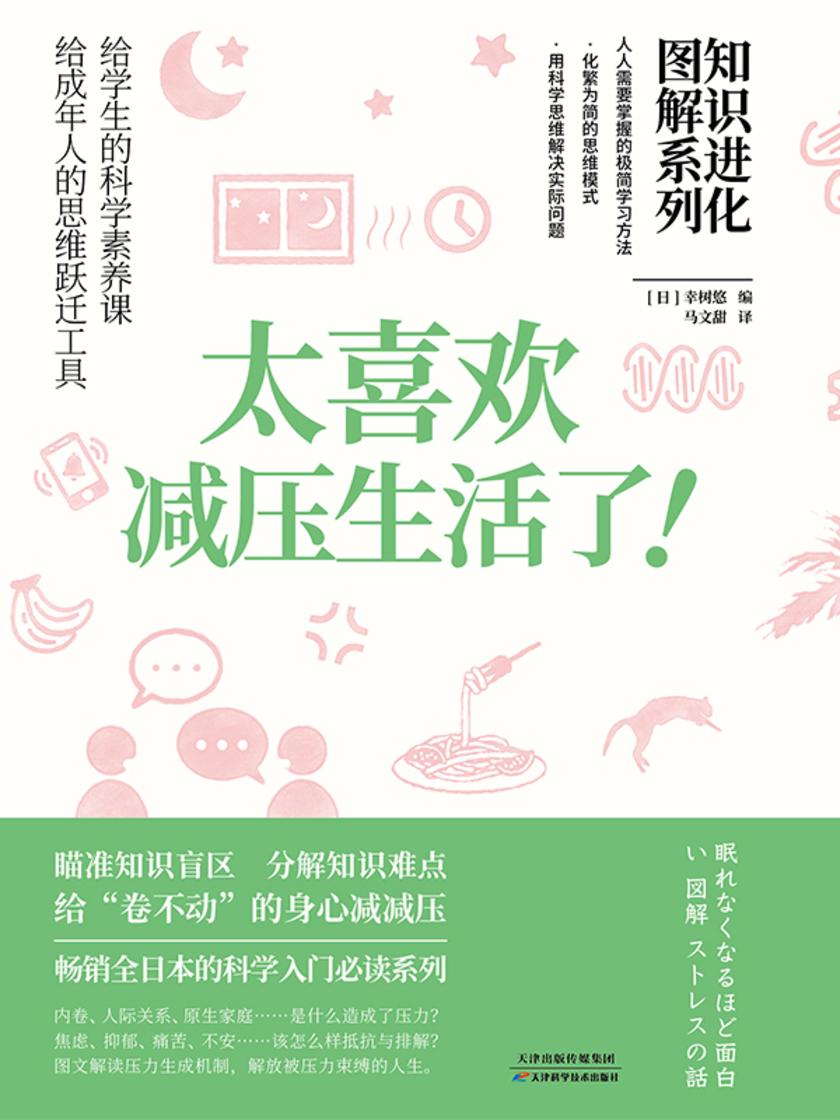 知识进化
图解系列
人人需要掌握的极简学习方法
·化繁为简的思维模式
·用科学思维解决实际问题
[日]幸树悠 编
马文甜 译
给学生的科学素养课
给成年人的思维跃迁工具
太喜欢
减压生活了!
瞄准知识盲区 分解知识难点
给“卷不动”的身心减减压
畅销全日本的科学入门必读系列
内卷、人际关系、原生家庭……是什么造成了压力?
焦虑、抑郁、痛苦、不安……该怎么样抵抗与排解?
图文解读压力生成机制,解放被压力束缚的人生。
眠れなくなるほど面白
い 図解 ストレスの話
天津出版传媒集团
天津科学技术出版社